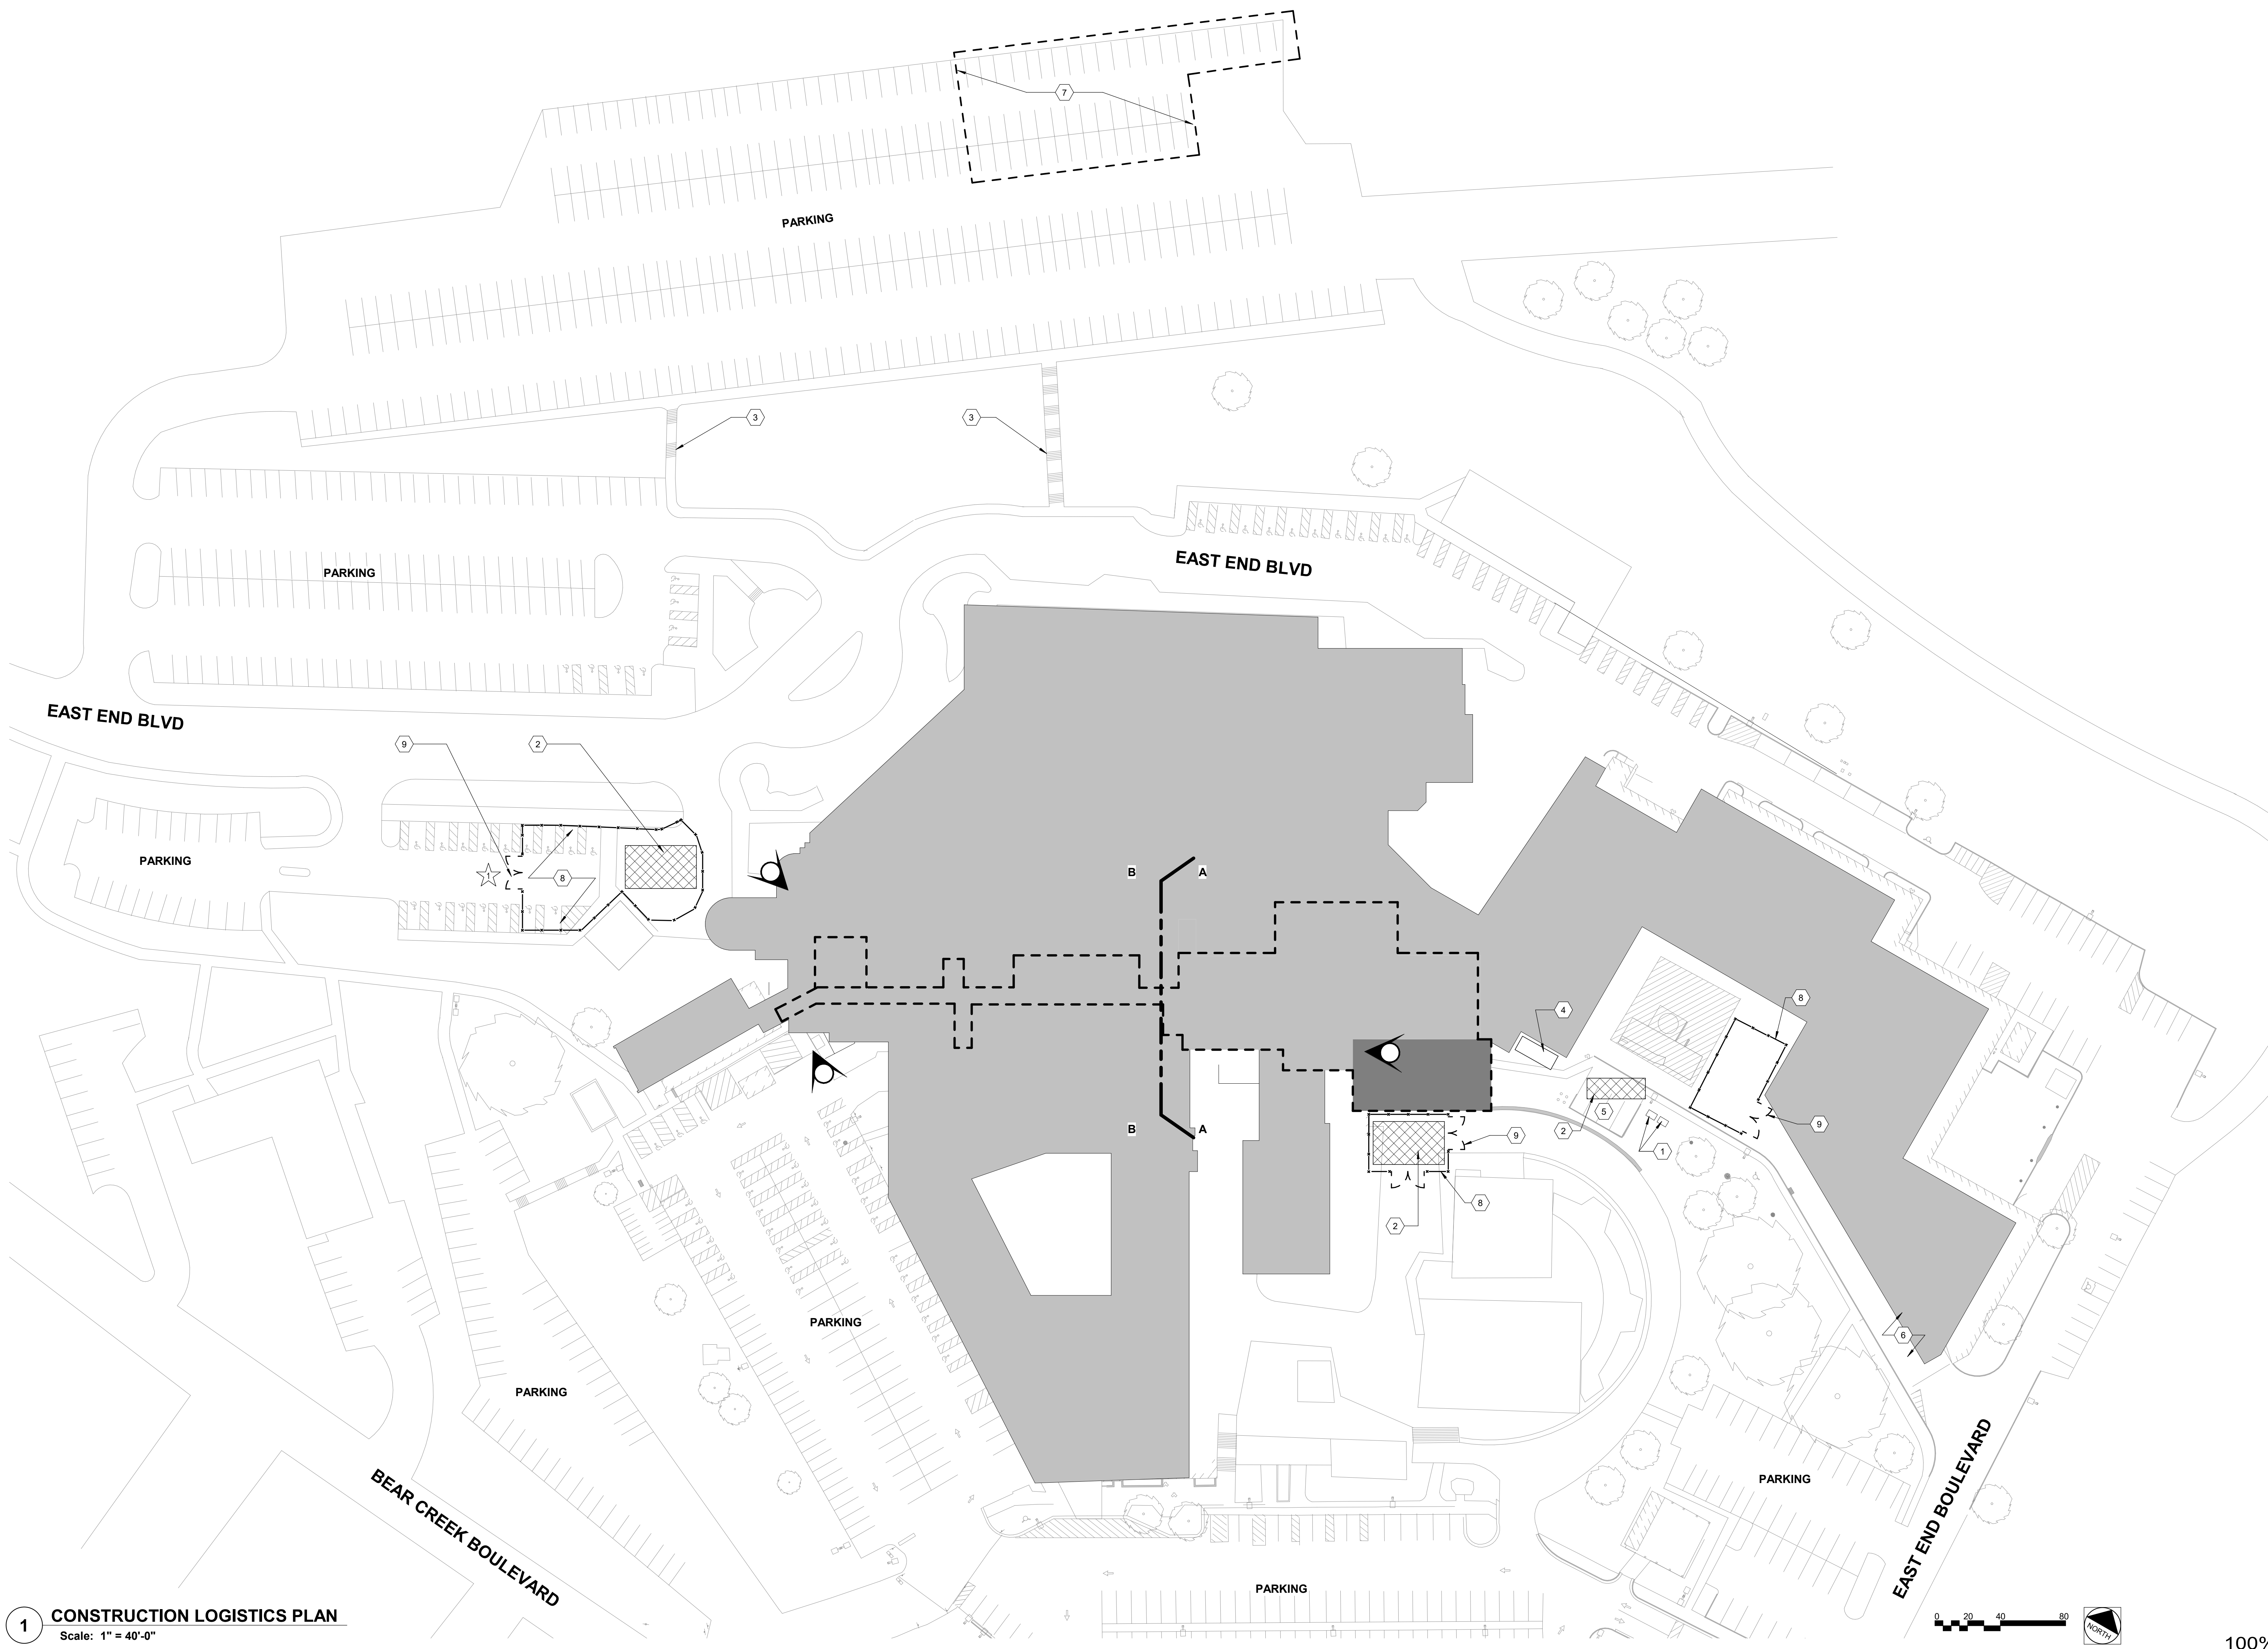 7
PARKING
3
3
EAST END BLVD
PARKING
EAST END BLVD
9
2
PARKING
1
8
B
A
8
4
5
2
9
1
B
A
9
8
2
6
PARKING
PARKING
PARKING
BEAR CREEK BOULEVARD
EAST END BOULEVARD
PARKING
1
CONSTRUCTION LOGISTICS PLAN
Scale: 1" = 40'-0"
0 20 40 80
NORTH